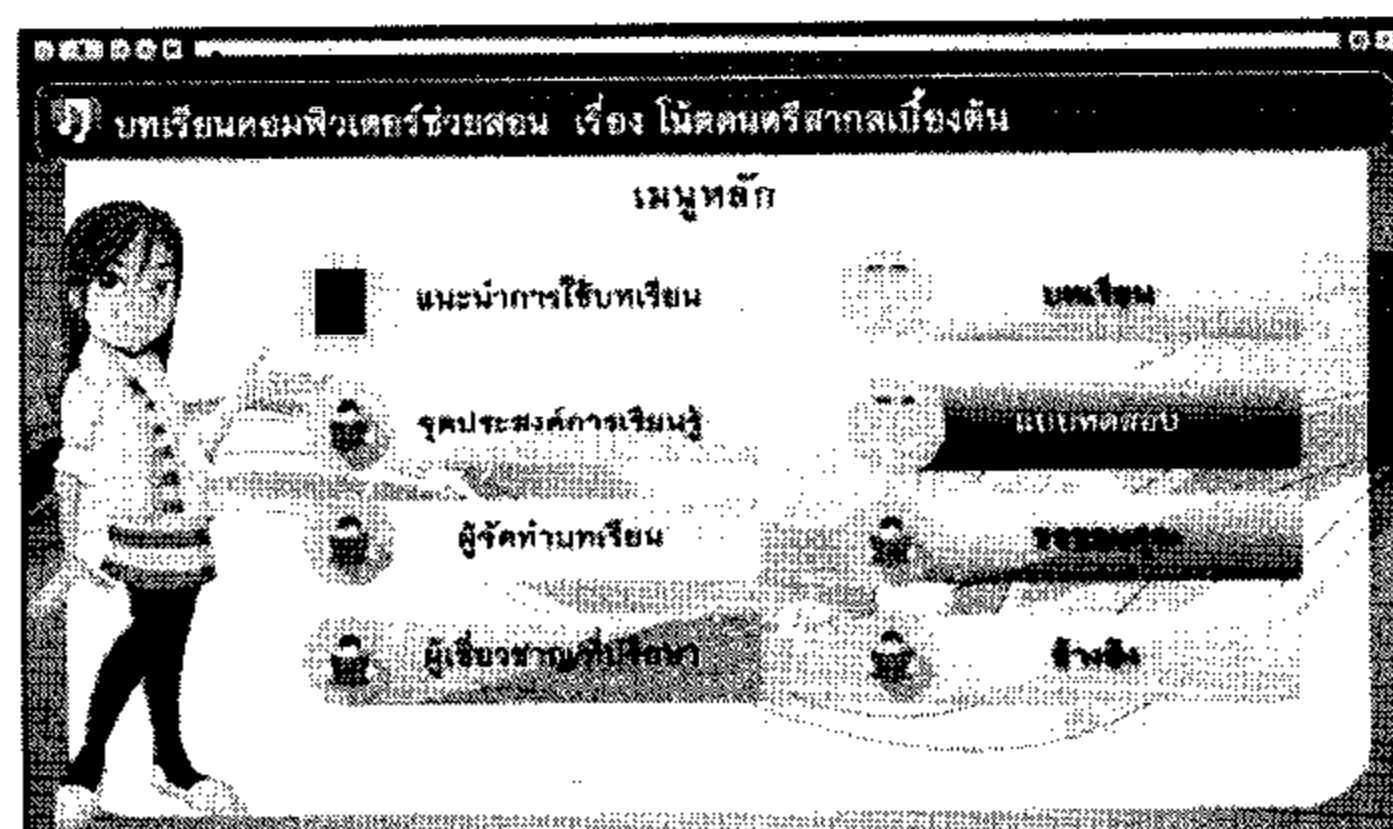 บทเรียนคอมพิวเตอร์ช่วยสอน เรื่อง โน้ตดนตรีสากลเบื้องต้น
เมนูหลัก
แนะนำการใช้บทเรียน
บทเรียน
จุดประสงค์การเรียนรู้
แบบทดสอบ
ผู้จัดทำบทเรียน
ผู้เชี่ยวชาญที่ปรึกษา
อ้างอิง